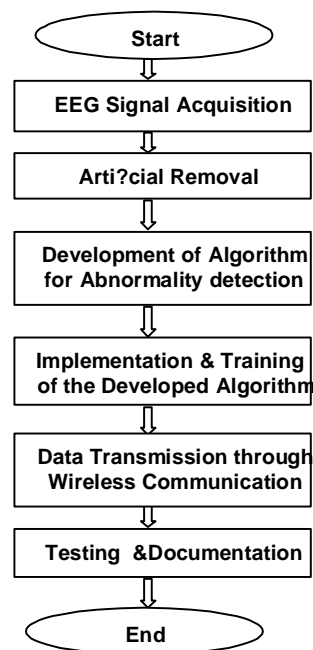 Start
EEG Signal Acquisition
Arti?cial Removal
Development of Algorithm
for Abnormality detection
Implementation & Training
of the Developed Algorithm
Data Transmission through
Wireless Communication
Testing &Documentation
End